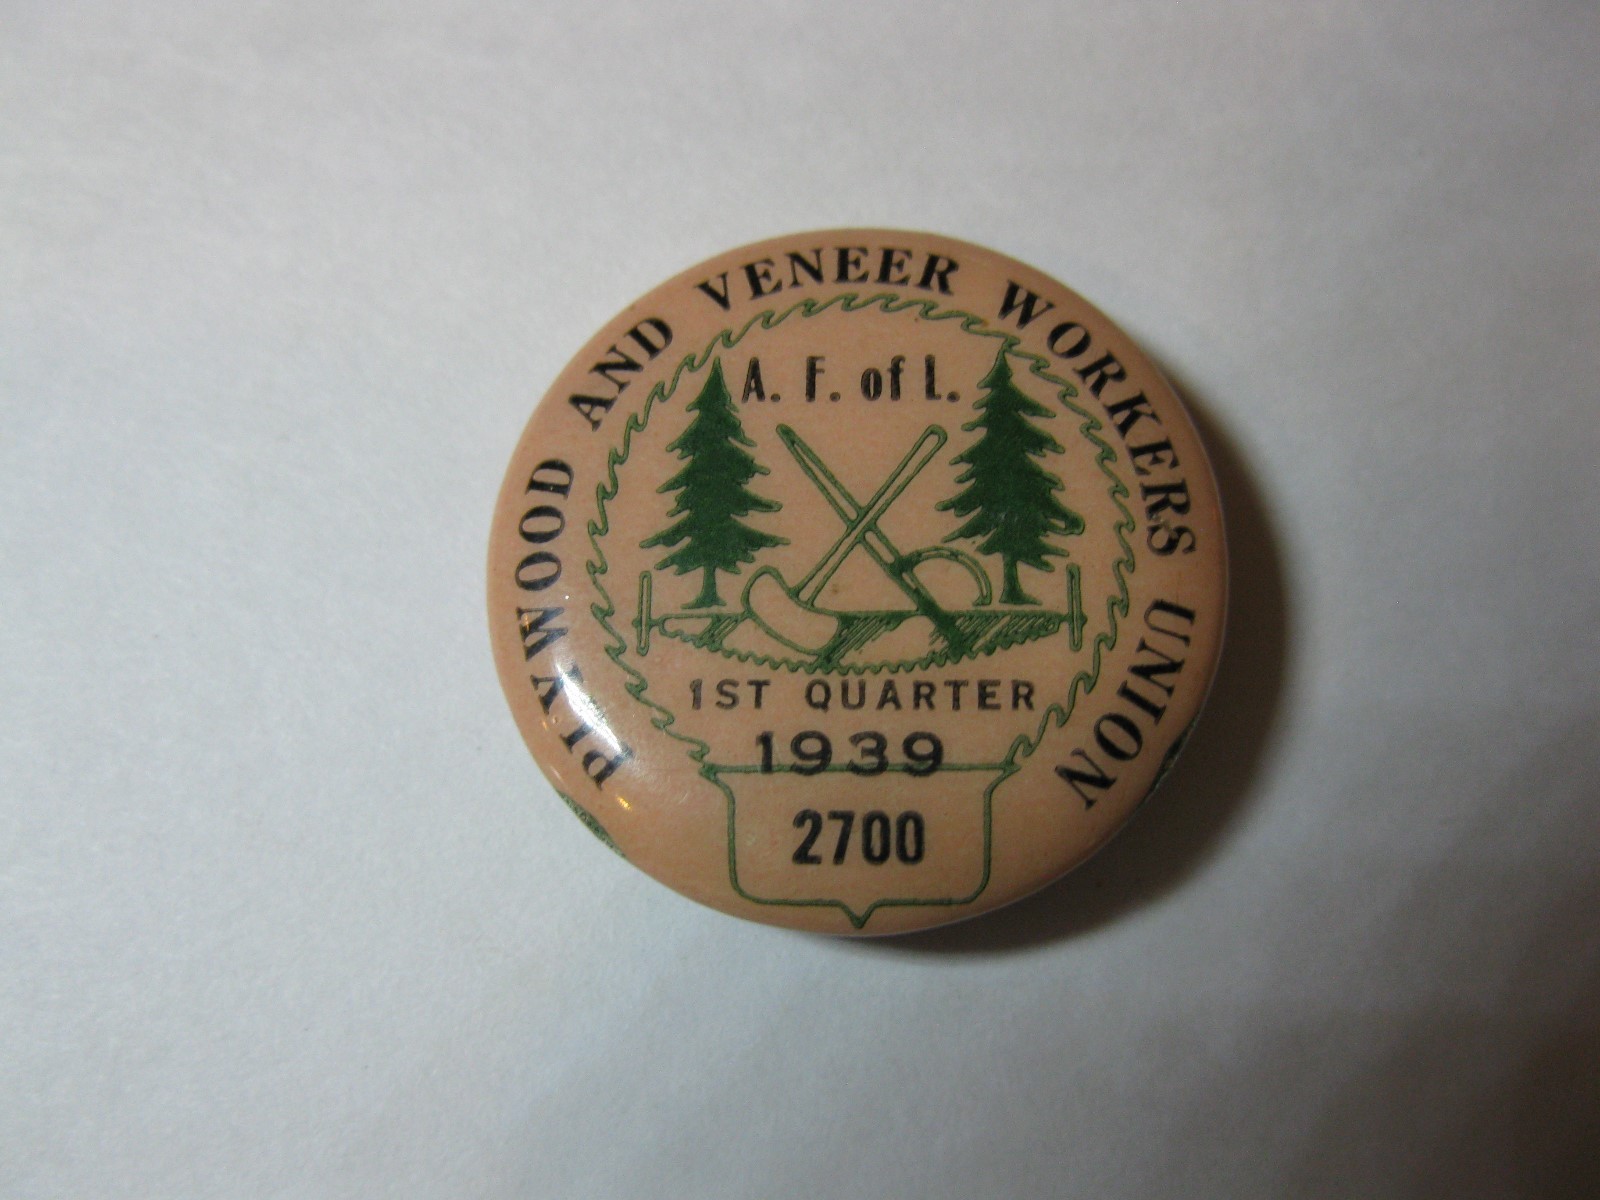 PLYWOOD AND VENEER WORKERS UNION
A. F. of L.
1ST QUARTER
1939
2700